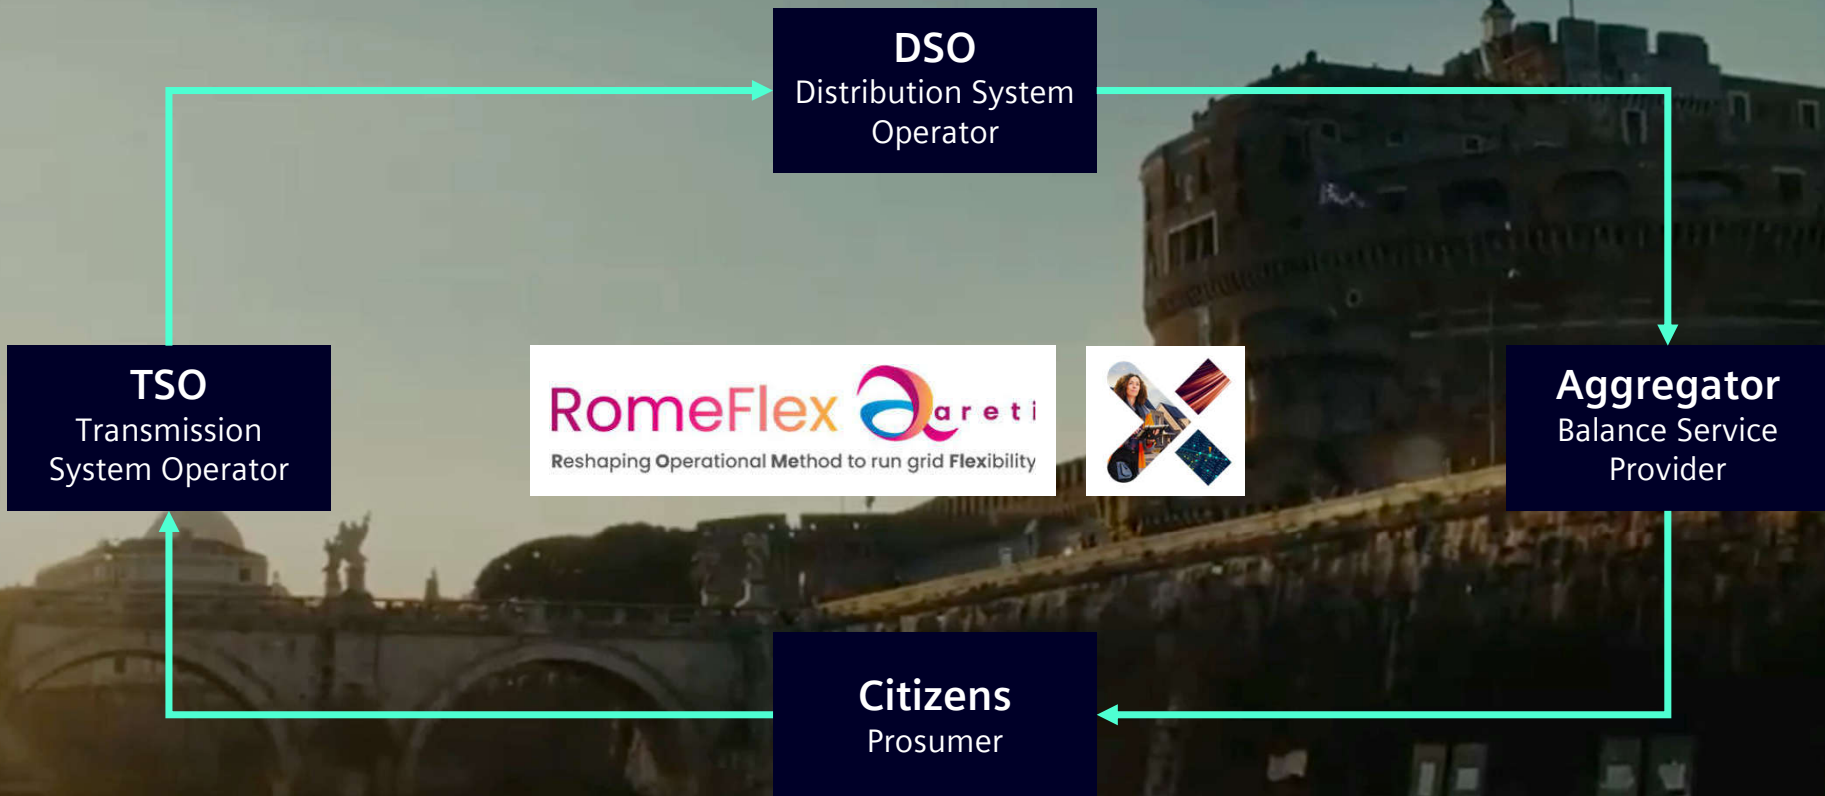 DSO
Distribution System
Operator
TSO
Transmission
System Operator
RomeFlex areti
Reshaping Operational Method to run grid Flexibility
Aggregator
Balance Service
Provider
Citizens
Prosumer